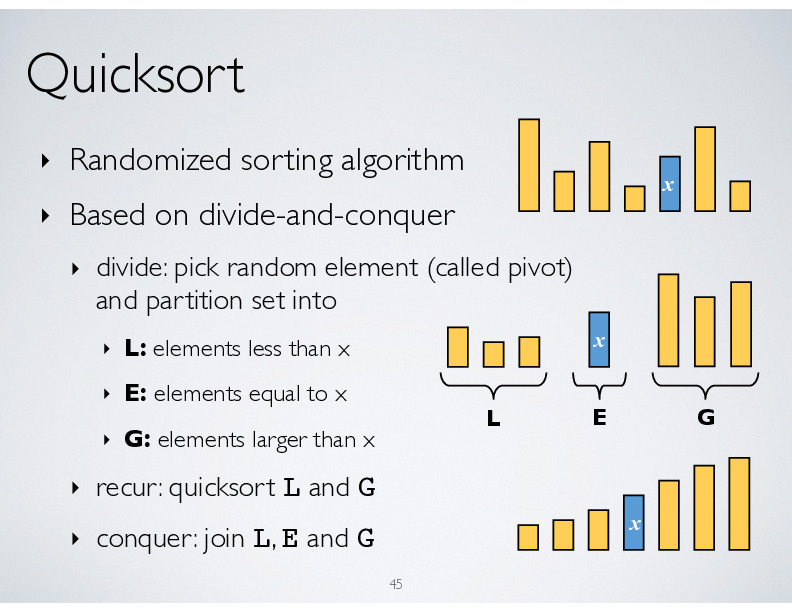 Quicksort
‣ Randomized sorting algorithm
‣ Based on divide-and-conquer
‣ divide: pick random element (called pivot)
and partition set into
‣ L: elements less than x
‣ E: elements equal to x
‣ G: elements larger than x
‣ recur: quicksort L and G
‣ conquer: join L, E and G
x
x
L E G
x
45